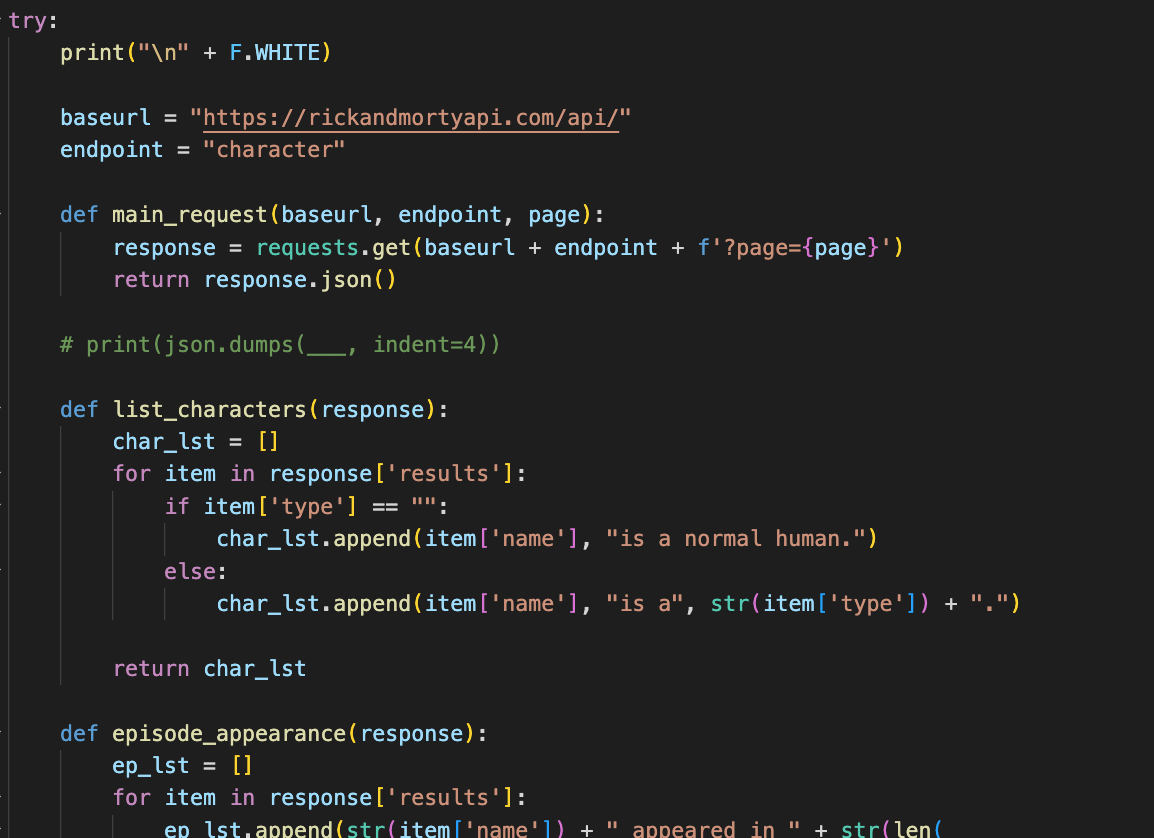 try:
    print("\n" + F.WHITE)

    baseurl = "https://rickandmortyapi.com/api/"
    endpoint = "character"

    def main_request(baseurl, endpoint, page):
        response = requests.get(baseurl + endpoint + f'?page={page}')
        return response.json()

    # print(json.dumps(___, indent=4))

    def list_characters(response):
        char_lst = []
        for item in response['results']:
            if item['type'] == "":
                char_lst.append(item['name'], "is a normal human.")
            else:
                char_lst.append(item['name'], "is a", str(item['type']) + ".")

        return char_lst

    def episode_appearance(response):
        ep_lst = []
        for item in response['results']:
            ep_lst.append(str(item['name']) + " appeared in " + str(len(